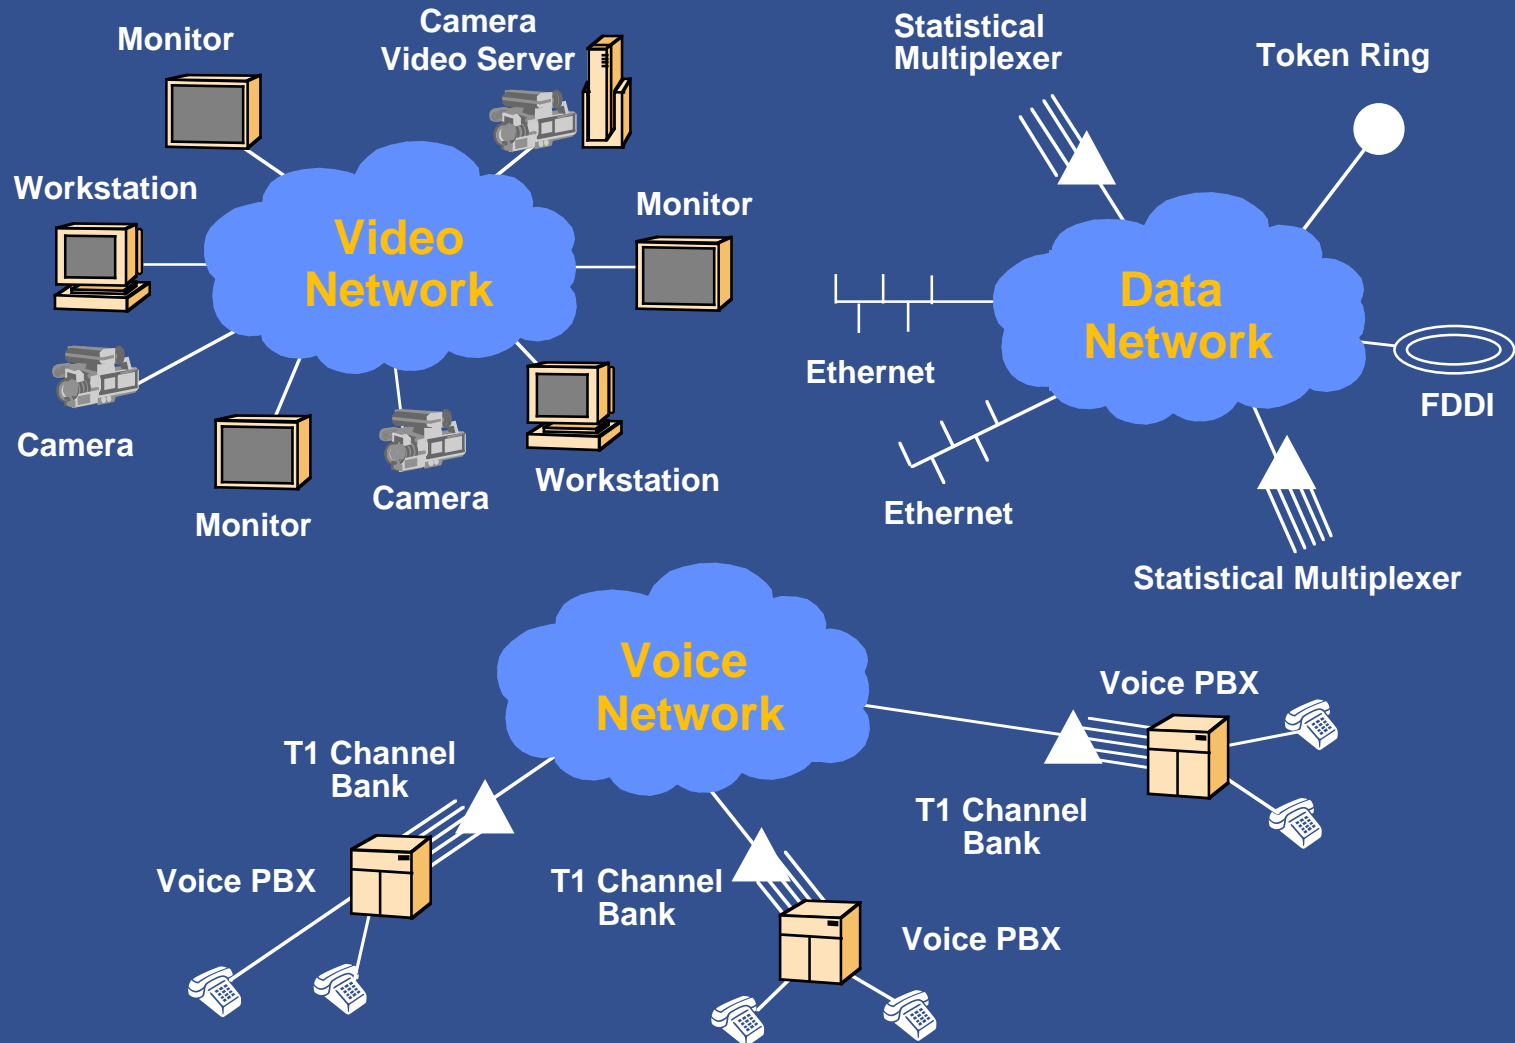 Monitor
Camera
Video Server
Workstation
Video
Network
Monitor
Camera
Monitor
Camera
Workstation
Statistical
Multiplexer
Token Ring
Data
Network
Ethernet
FDDI
Ethernet
Statistical Multiplexer
Voice
Network
T1 Channel
Bank
Voice PBX
T1 Channel
Bank
Voice PBX
Voice PBX
T1 Channel
Bank